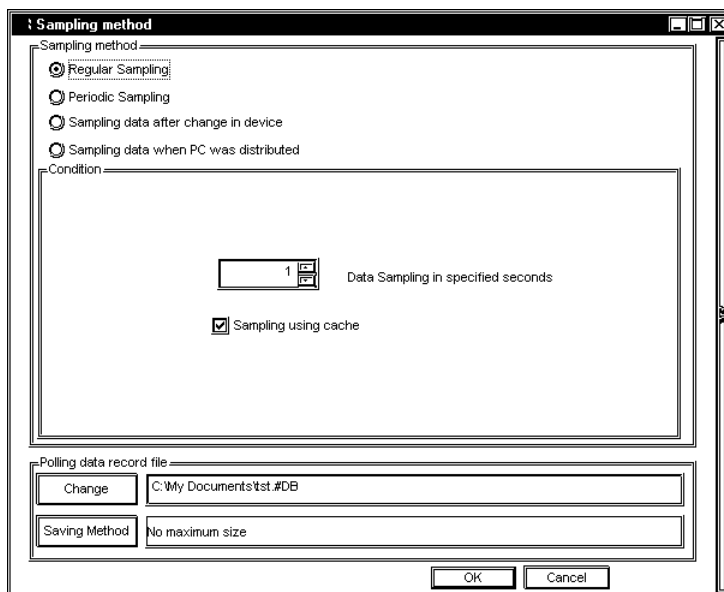 Sampling method
Sampling method
Regular Sampling
Periodic Sampling
Sampling data after change in device
Sampling data when PC was distributed
Condition
1 Data Sampling in specified seconds
Sampling using cache
Polling data record file
Change C:\My Documents\tst.#DB
Saving Method No maximum size
OK Cancel